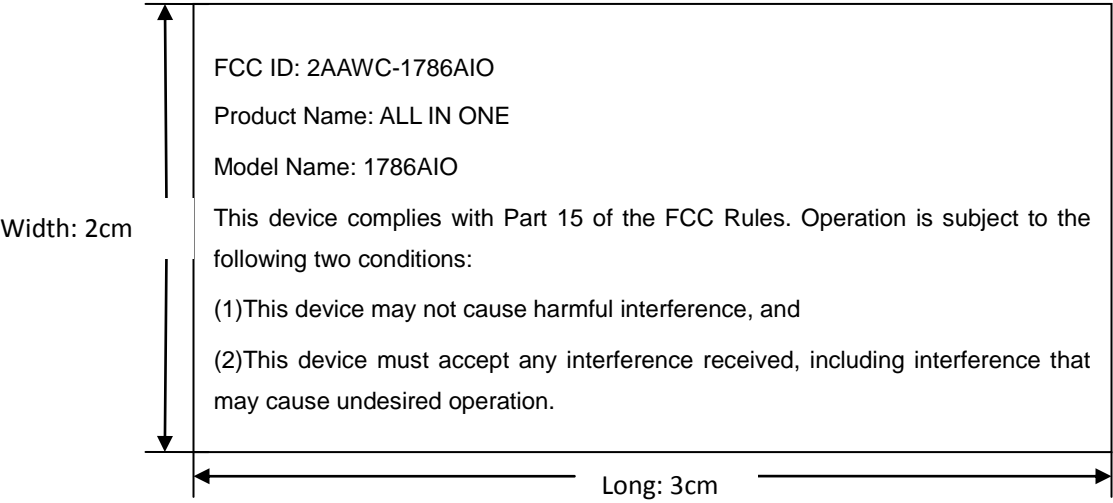 FCC ID: 2AAWC-1786AIO
Product Name: ALL IN ONE
Model Name: 1786AIO
Width: 2cm
This device complies with Part 15 of the FCC Rules. Operation is subject to the
following two conditions:
(1)This device may not cause harmful interference, and
(2)This device must accept any interference received, including interference that
may cause undesired operation.
Long: 3cm